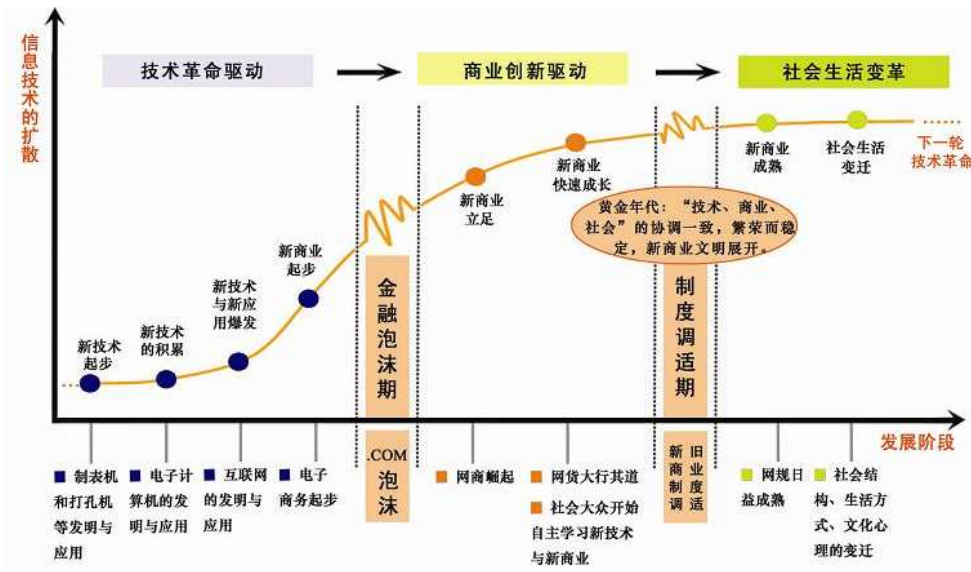 信息技术的扩散
技术革命驱动
商业创新驱动
社会生活变革
新技术
起步
新技术
的积累
新技术
与新应
用爆发
新商业
起步
新商业
立足
新商业
快速成长
新商业
成熟
社会生活
变迁
下一轮
技术革命
黄金年代：“技术、商业、
社会”的协调一致，繁荣而稳
定，新商业文明展开。
金融泡沫期
制度调适期
发展阶段
制表机
和打孔机
等发明与
应用
电子计
算机的发
明与应用
互联网
的发明与
应用
电子
商务起步
.COM泡沫
网商崛起
网货大行其道
社会大众开始
自主学习新技术
与新商业
新商制调
旧业度适
网规日
益成熟
社会结
构、生活方
式、文化心
理的变迁